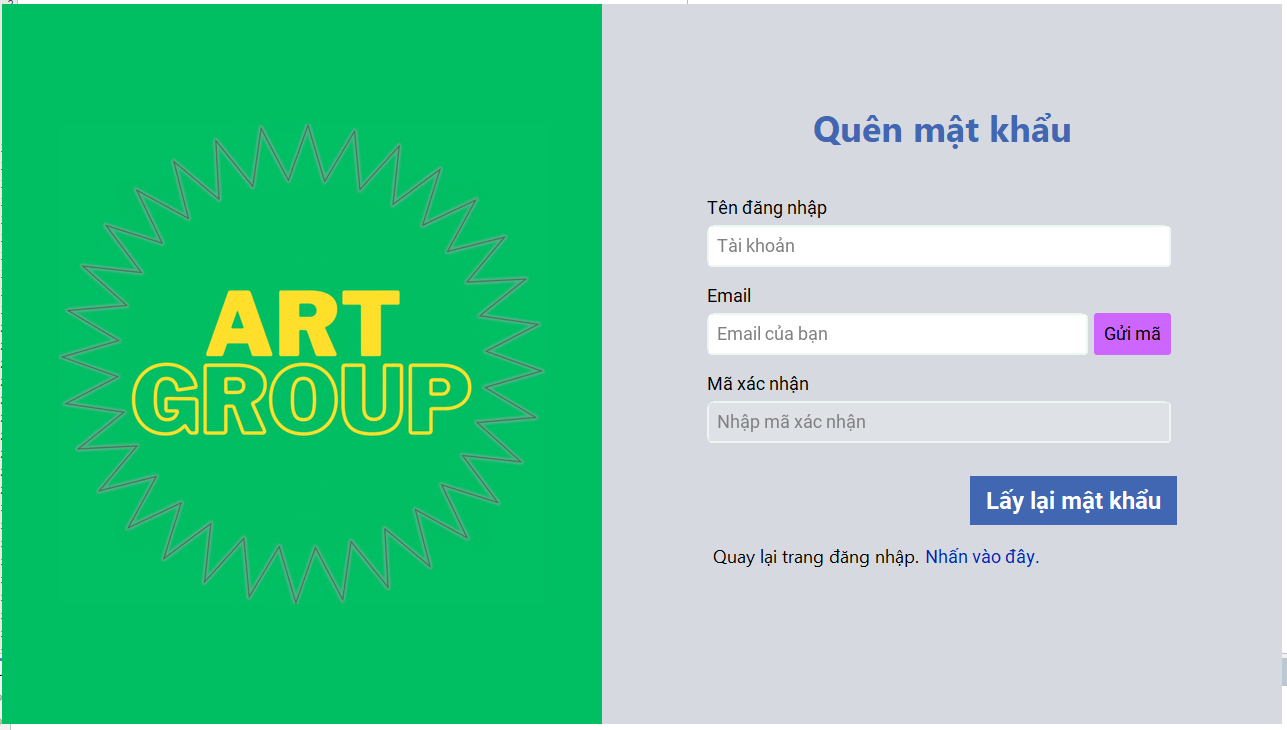 ART
GROUP
Quên mật khẩu
Tên đăng nhập
Tài khoản
Email
Email của bạn
Gửi mã
Mã xác nhận
Nhập mã xác nhận
Lấy lại mật khẩu
Quay lại trang đăng nhập. Nhấn vào đây.